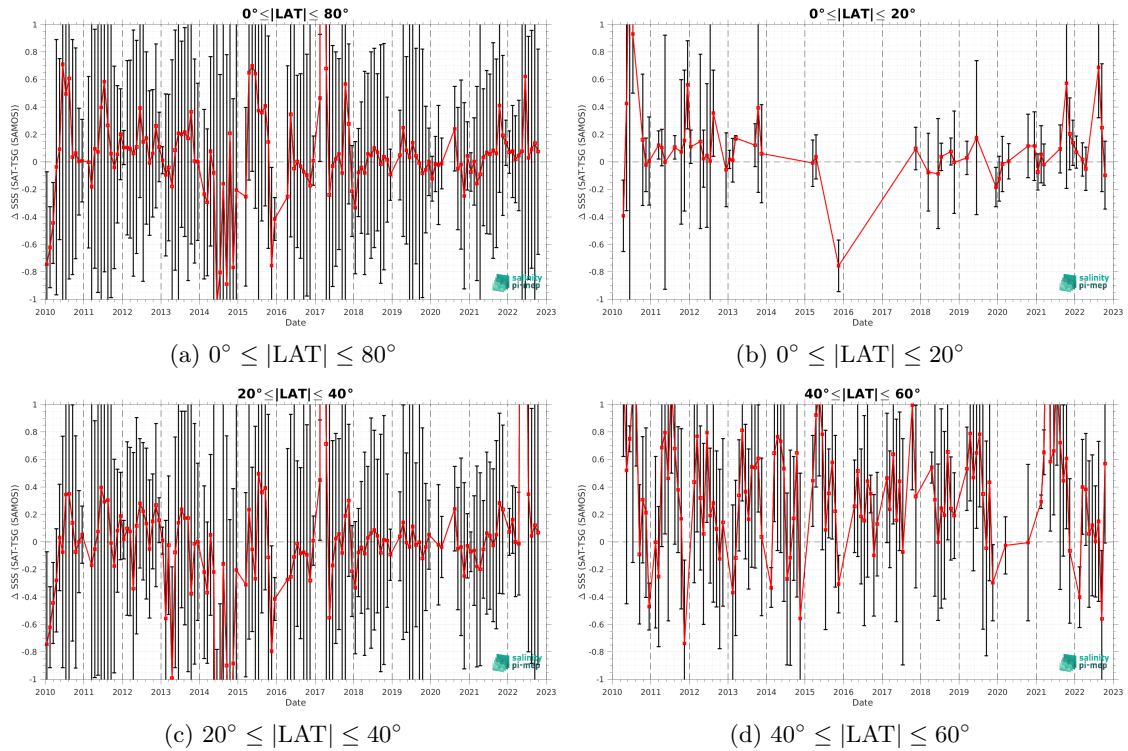 0°≤|LAT|≤ 80°
Δ SSS (SAT-TSG (SAMOS))
1
0.8
0.6
0.4
0.2
0
-0.2
-0.4
-0.6
-0.8
-1
2010 2011 2012 2013 2014 2015 2016 2017 2018 2019 2020 2021 2022 2023
Date
salinity
pi-mep
(a) 0° ≤ |LAT| ≤ 80°
0°≤|LAT|≤ 20°
Δ SSS (SAT-TSG (SAMOS))
1
0.8
0.6
0.4
0.2
0
-0.2
-0.4
-0.6
-0.8
-1
2010 2011 2012 2013 2014 2015 2016 2017 2018 2019 2020 2021 2022 2023
Date
salinity
pi-mep
(b) 0° ≤ |LAT| ≤ 20°
20°≤|LAT|≤ 40°
Δ SSS (SAT-TSG (SAMOS))
1
0.8
0.6
0.4
0.2
0
-0.2
-0.4
-0.6
-0.8
-1
2010 2011 2012 2013 2014 2015 2016 2017 2018 2019 2020 2021 2022 2023
Date
salinity
pi-mep
(c) 20° ≤ |LAT| ≤ 40°
40°≤|LAT|≤ 60°
Δ SSS (SAT-TSG (SAMOS))
1
0.8
0.6
0.4
0.2
0
-0.2
-0.4
-0.6
-0.8
-1
2010 2011 2012 2013 2014 2015 2016 2017 2018 2019 2020 2021 2022 2023
Date
salinity
pi-mep
(d) 40° ≤ |LAT| ≤ 60°